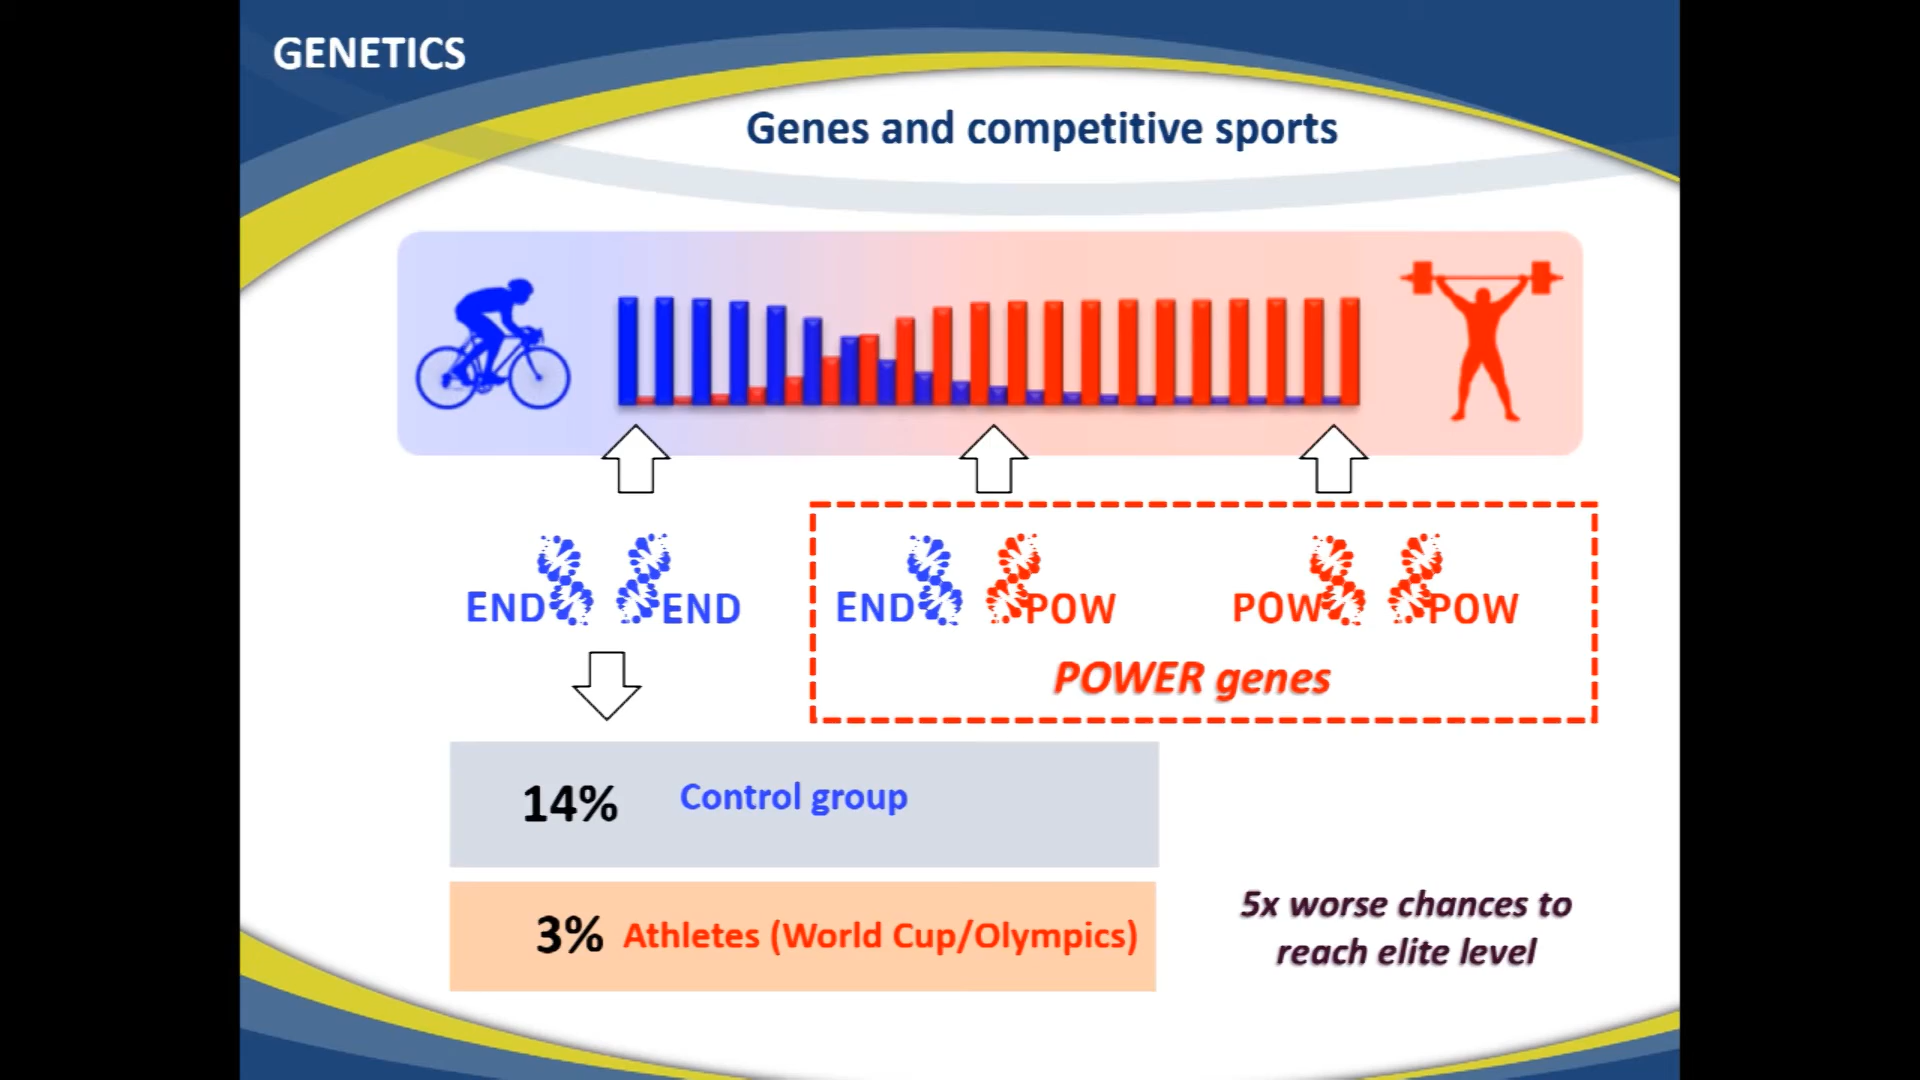 GENETICS
Genes and competitive sports
END END
END POW
POW POW
POWER genes
14% Control group
3% Athletes (World Cup/Olympics)
5x worse chances to
reach elite level